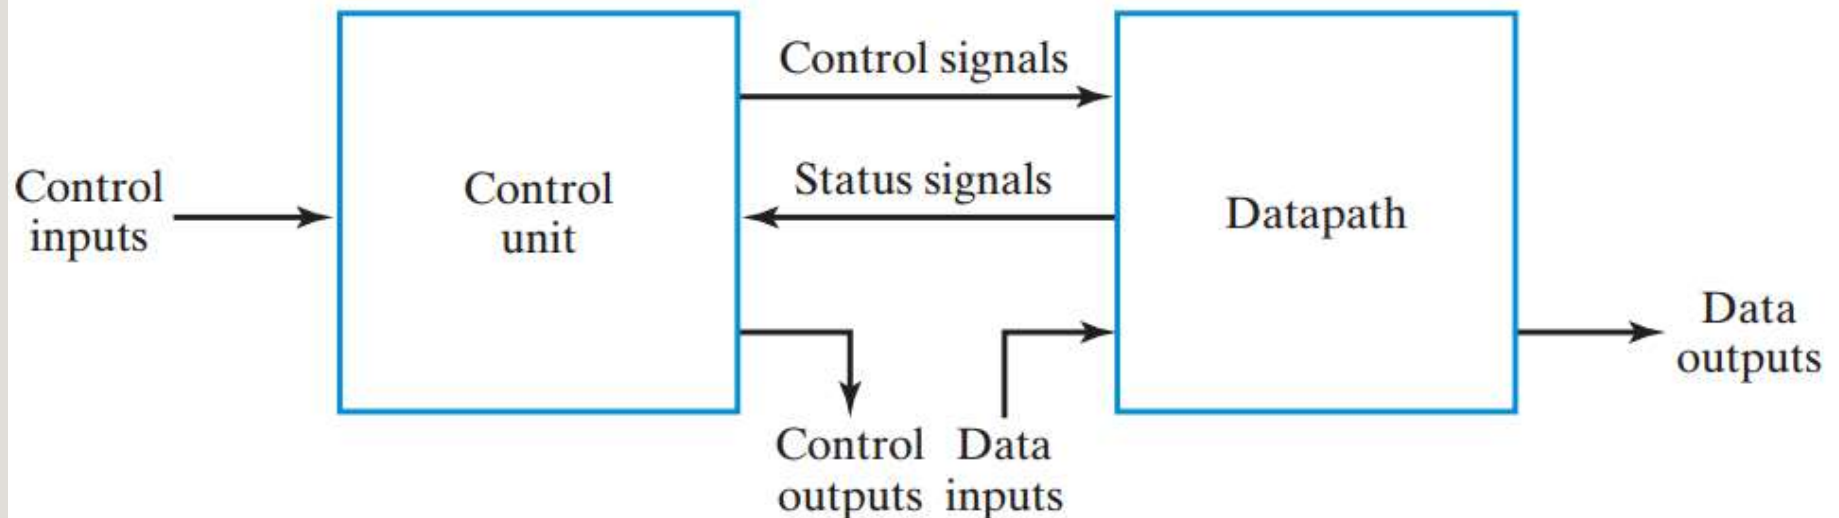 Control signals
Status signals
Control
inputs
Control
unit
Datapath
Data
outputs
Control
outputs
Data
inputs